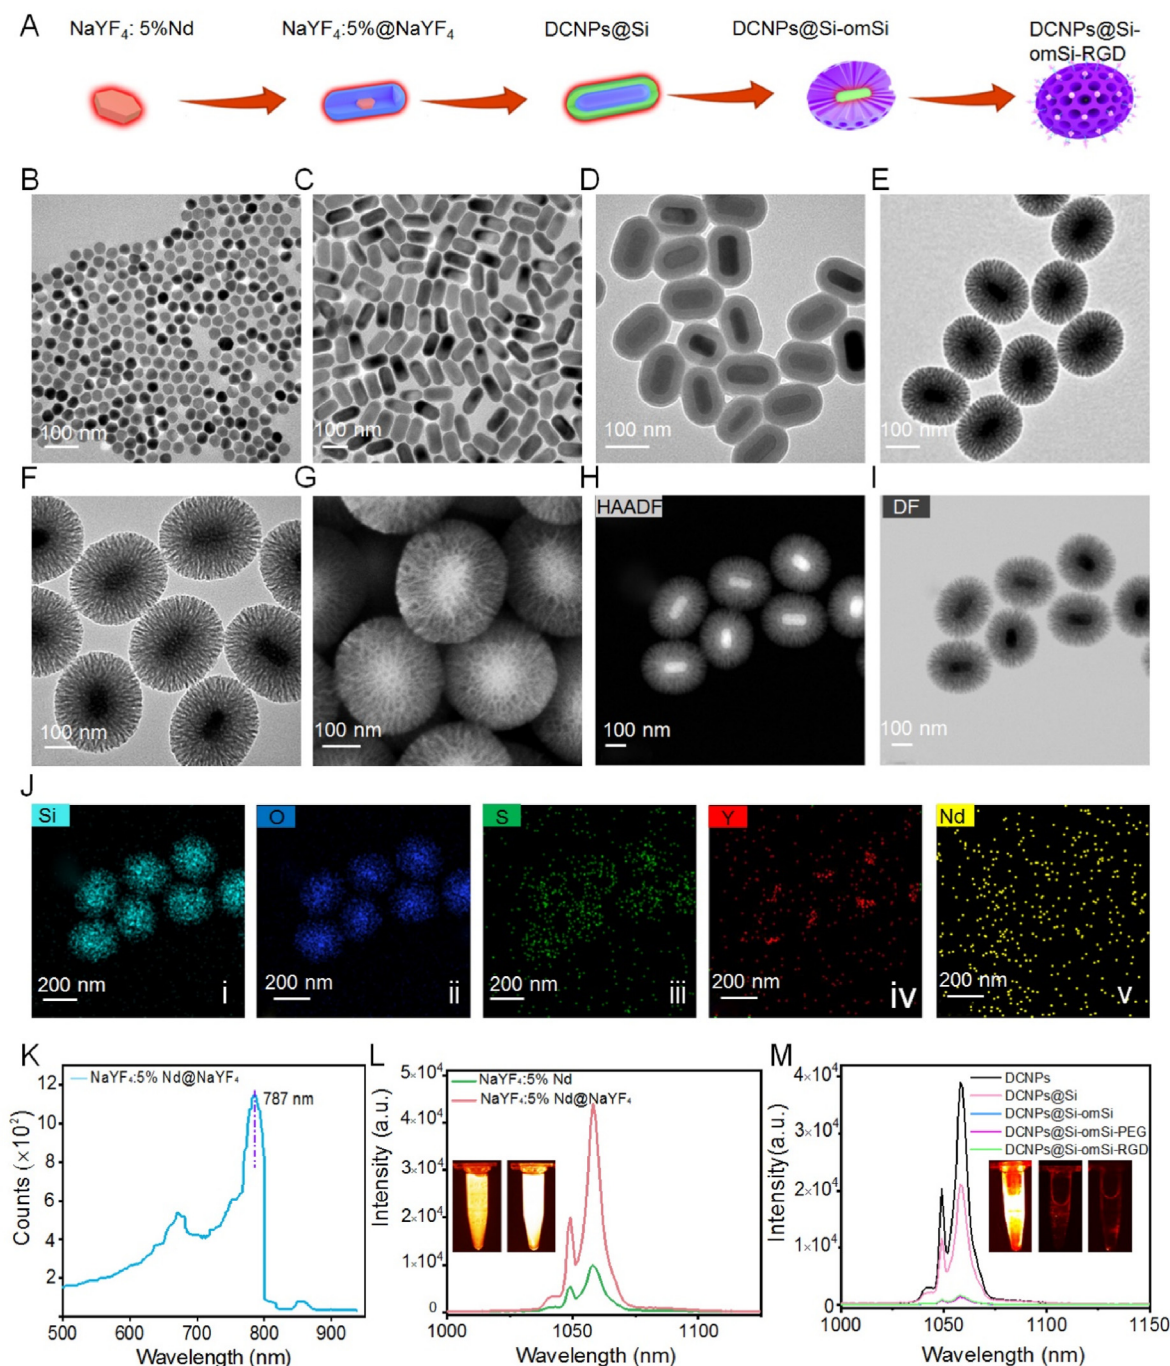 A
NaYF₄: 5%Nd
NaYF₄:5%@NaYF₄
DCNPs@Si
DCNPs@Si-omSi
DCNPs@Si-
omSi-RGD
B
C
D
E
100 nm
100 nm
100 nm
100 nm
F
G
H
I
HAADF
DF
100 nm
100 nm
100 nm
100 nm
J
Si
O
S
Y
Nd
200 nm
i
200 nm
ii
200 nm
iii
200 nm
iv
200 nm
v
K
NaYF₄:5% Nd@NaYF₄
787 nm
Counts (×10²)
12
10
8
6
4
2
500
600
700
800
900
Wavelength (nm)
L
NaYF₄:5% Nd
NaYF₄:5% Nd@NaYF₄
Intensity (a.u.)
5×10⁴
4×10⁴
3×10⁴
2×10⁴
1×10⁴
0
1000
1050
1100
Wavelength (nm)
M
DCNPs
DCNPs@Si
DCNPs@Si-omSi
DCNPs@Si-omSi-PEG
DCNPs@Si-omSi-RGD
Intensity(a.u.)
4×10⁴
3×10⁴
2×10⁴
1×10⁴
0
1000
1050
1100
1150
Wavelength (nm)